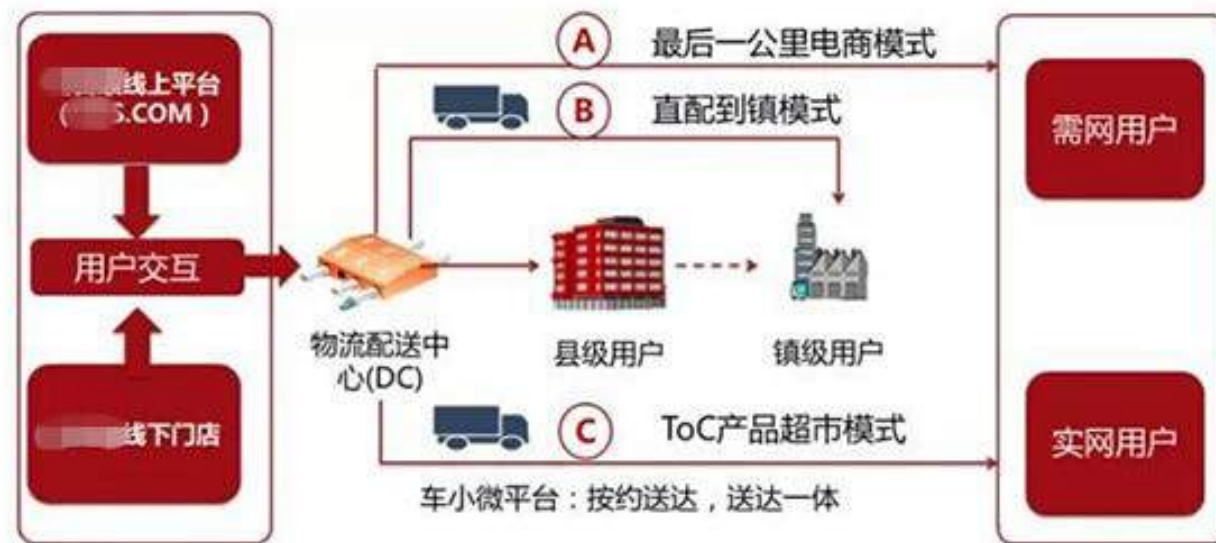 线上平台
S.COM）
用户交互
线下门店
物流配送中
心(DC)
A 最后一公里电商模式
B 直配到镇模式
县级用户
镇级用户
C ToC产品超市模式
车小微平台：按约送达，送达一体
需网用户
实网用户